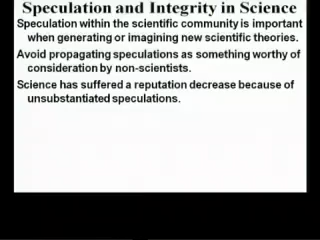 Speculation and Integrity in Science
Speculation within the scientific community is important
when generating or imagining new scientific theories.
Avoid propagating speculations as something worthy of
consideration by non-scientists.
Science has suffered a reputation decrease because of
unsubstantiated speculations.